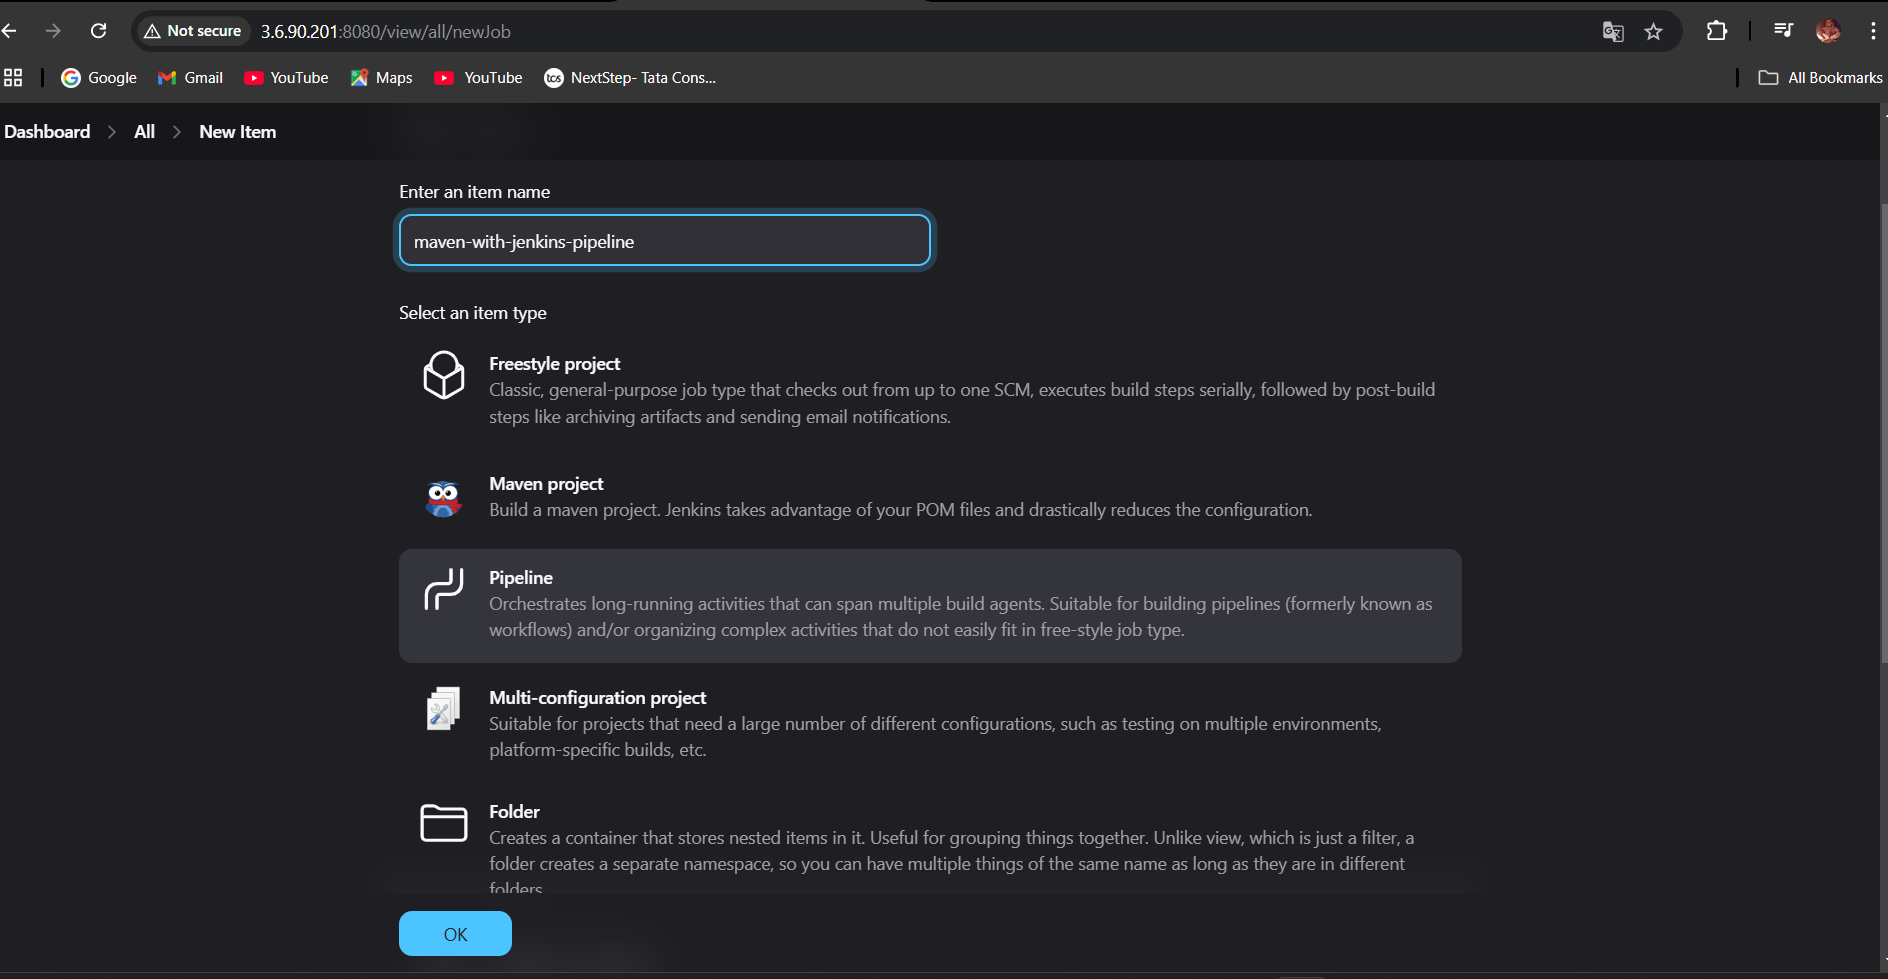 Not secure 3.6.90.201:8080/view/all/newJob
Google Gmail YouTube Maps YouTube tcs NextStep- Tata Cons... All Bookmarks
Dashboard All New Item
Enter an item name
maven-with-jenkins-pipeline
Select an item type
Freestyle project
Classic, general-purpose job type that checks out from up to one SCM, executes build steps serially, followed by post-build
steps like archiving artifacts and sending email notifications.
Maven project
Build a maven project. Jenkins takes advantage of your POM files and drastically reduces the configuration.
Pipeline
Orchestrates long-running activities that can span multiple build agents. Suitable for building pipelines (formerly known as
workflows) and/or organizing complex activities that do not easily fit in free-style job type.
Multi-configuration project
Suitable for projects that need a large number of different configurations, such as testing on multiple environments,
platform-specific builds, etc.
Folder
Creates a container that stores nested items in it. Useful for grouping things together. Unlike view, which is just a filter, a
folder creates a separate namespace, so you can have multiple things of the same name as long as they are in different
folders.
OK